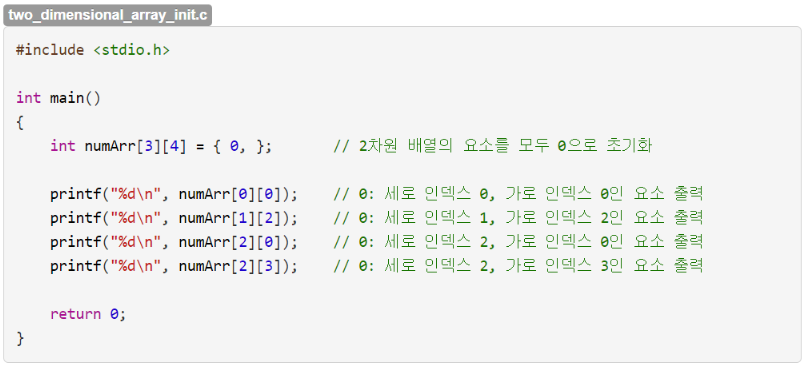 two_dimensional_array_init.c
#include <stdio.h>
int main()
{
    int numArr[3][4] = { 0, };       // 2차원 배열의 요소를 모두 0으로 초기화
    printf("%d\n", numArr[0][0]);    // 0: 세로 인덱스 0, 가로 인덱스 0인 요소 출력
    printf("%d\n", numArr[1][2]);    // 0: 세로 인덱스 1, 가로 인덱스 2인 요소 출력
    printf("%d\n", numArr[2][0]);    // 0: 세로 인덱스 2, 가로 인덱스 0인 요소 출력
    printf("%d\n", numArr[2][3]);    // 0: 세로 인덱스 2, 가로 인덱스 3인 요소 출력
    return 0;
}